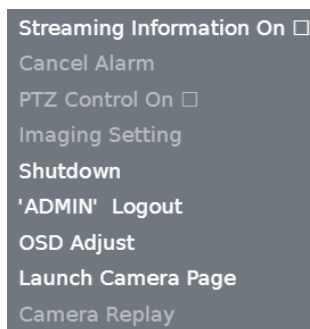 Streaming Information On ☐
Cancel Alarm
PTZ Control On ☐
Imaging Setting
Shutdown
'ADMIN'  Logout
OSD Adjust
Launch Camera Page
Camera Replay